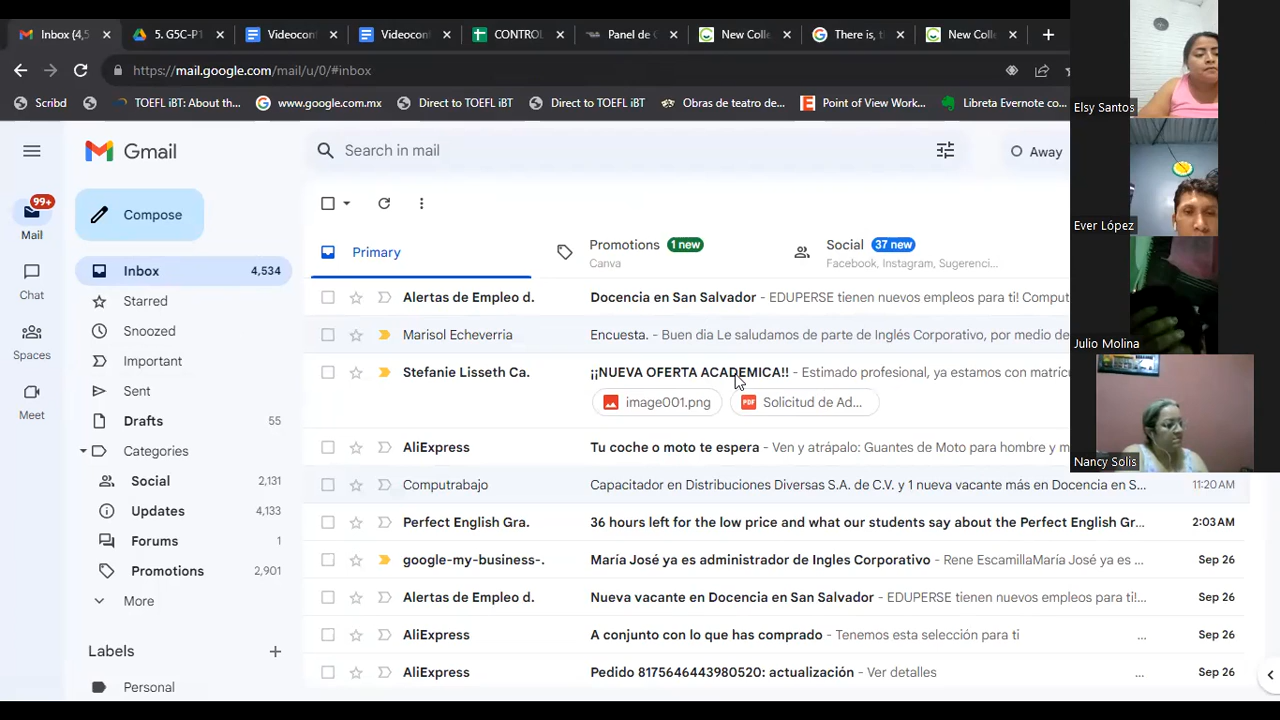 Inbox (4,5
5. G5C-P1
Videocon
Videocon
CONTROL
Panel de C
New Colle
There is, th
New Colle
https://mail.google.com/mail/u/0/#inbox
Scribd
TOEFL iBT: About th...
www.google.com.mx
Direct to TOEFL iBT
Direct to TOEFL iBT
Obras de teatro de...
Point of View Work...
Libreta Evernote co...
Gmail
Search in mail
Away
99+
Mail
Chat
Spaces
Meet
Compose
Inbox 4,534
Starred
Snoozed
Important
Sent
Drafts 55
Categories
Social 2,131
Updates 4,133
Forums 1
Promotions 2,901
More
Labels
Personal
Primary
Promotions 1 new
Canva
Social 37 new
Facebook, Instagram, Sugerenci...
Alertas de Empleo d. Docencia en San Salvador - EDUPERSE tienen nuevos empleos para ti! Comput
Marisol Echeverria Encuesta. - Buen dia Le saludamos de parte de Inglés Corporativo, por medio de
Stefanie Lisseth Ca. ¡¡NUEVA OFERTA ACADEMICA!! - Estimado profesional, ya estamos con matric
image001.png
PDF Solicitud de Ad...
AliExpress Tu coche o moto te espera - Ven y atrápalo: Guantes de Moto para hombre y m
Computrabajo Capacitador en Distribuciones Diversas S.A. de C.V. y 1 nueva vacante más en Docencia en S... 11:20 AM
Perfect English Gra. 36 hours left for the low price and what our students say about the Perfect English Gr... 2:03 AM
google-my-business-. María José ya es administrador de Ingles Corporativo - Rene EscamillaMaría José ya es ... Sep 26
Alertas de Empleo d. Nueva vacante en Docencia en San Salvador - EDUPERSE tienen nuevos empleos para ti!... Sep 26
AliExpress A conjunto con lo que has comprado - Tenemos esta selección para ti ... Sep 26
AliExpress Pedido 8175646443980520: actualización - Ver detalles ... Sep 26
Elsy Santos
Ever López
Julio Molina
Nancy Solis